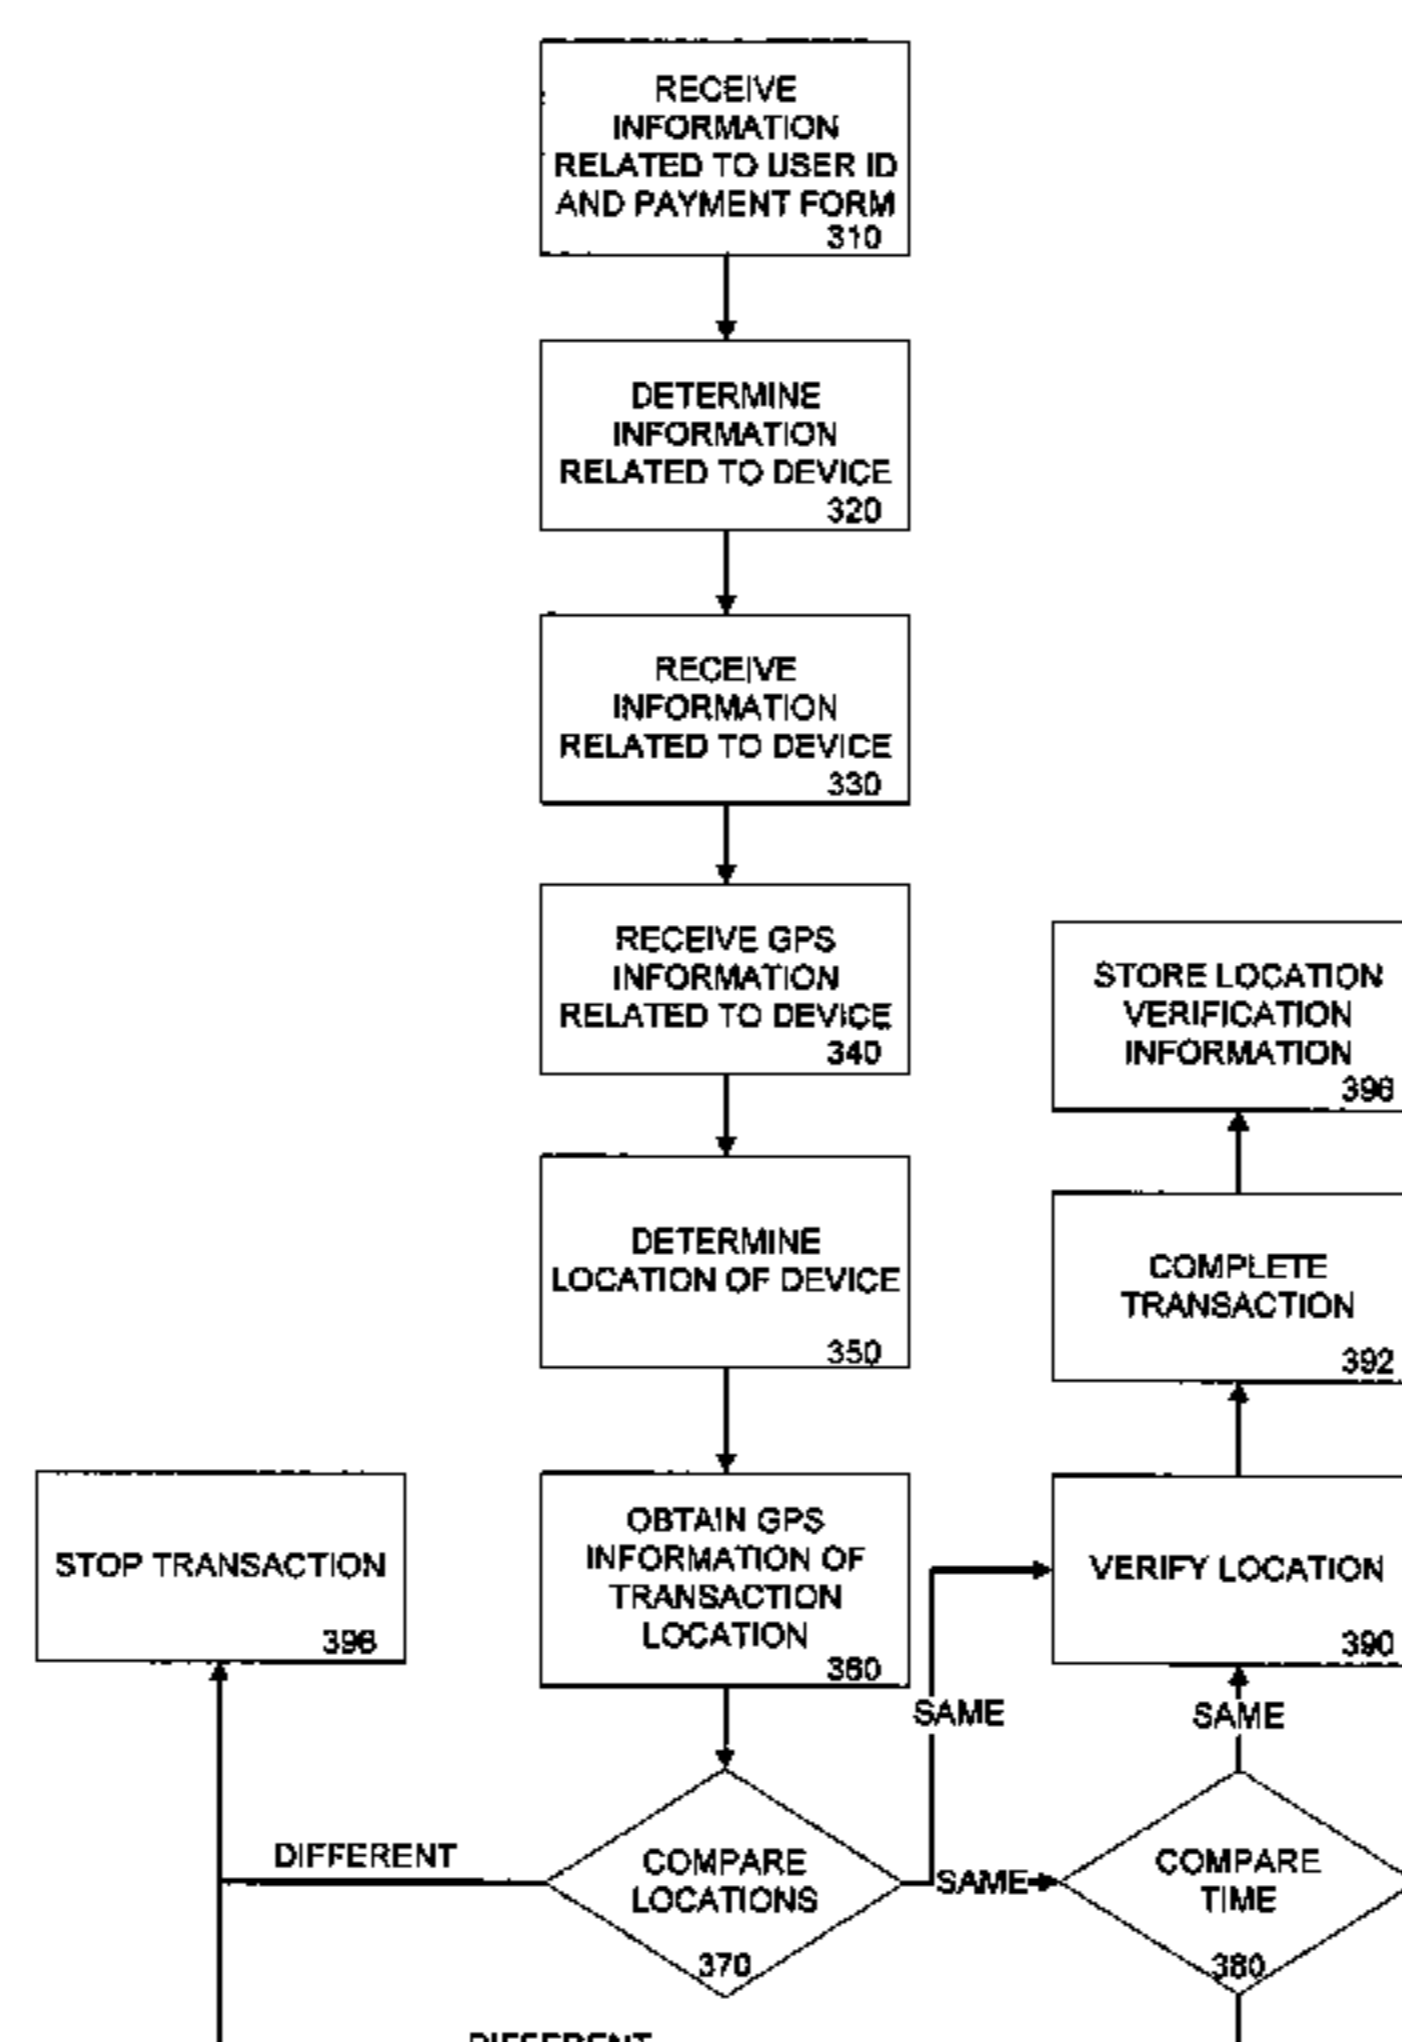 RECEIVE
INFORMATION
RELATED TO USER ID
AND PAYMENT FORM
310
DETERMINE
INFORMATION
RELATED TO DEVICE
320
RECEIVE
INFORMATION
RELATED TO DEVICE
330
RECEIVE GPS
INFORMATION
RELATED TO DEVICE
340
STORE LOCATION
VERIFICATION
INFORMATION
396
DETERMINE
LOCATION OF DEVICE
350
COMPLETE
TRANSACTION
392
STOP TRANSACTION
396
OBTAIN GPS
INFORMATION OF
TRANSACTION
LOCATION
360
VERIFY LOCATION
390
SAME
SAME
DIFFERENT
COMPARE
LOCATIONS
370
SAME
COMPARE
TIME
380
DIFFERENT